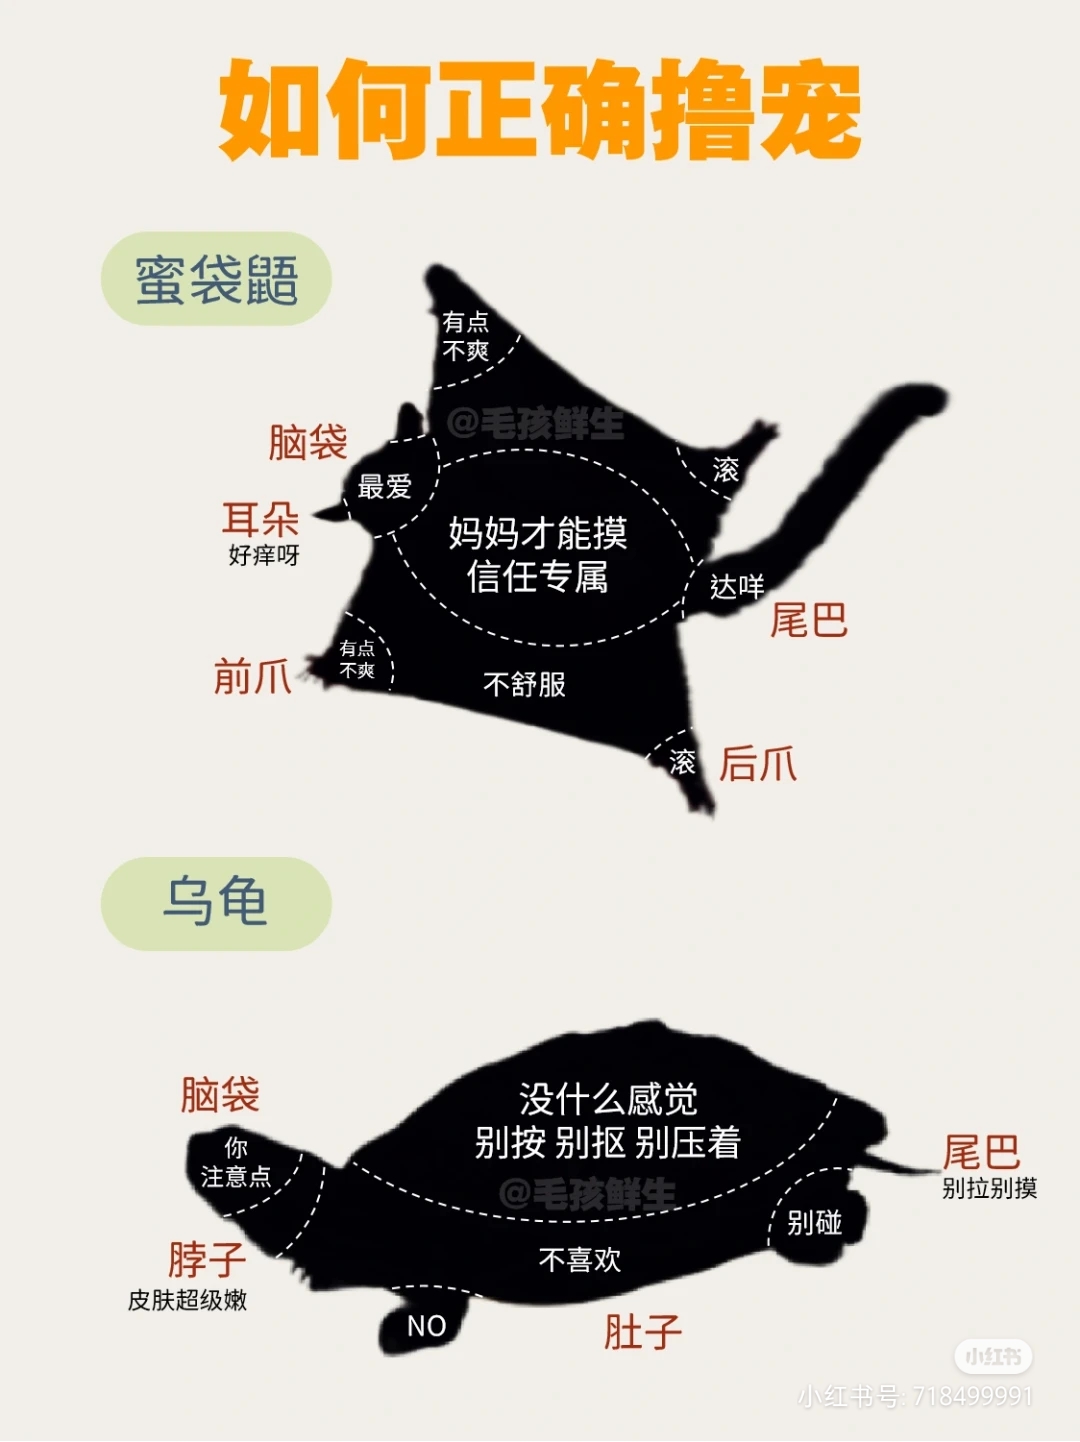 如何正确撸宠
蜜袋鼯
有点
不爽
@毛孩鲜生
脑袋
最爱
滚
耳朵
好痒呀
妈妈才能摸
信任专属
达咩
尾巴
前爪
有点
不爽
不舒服
滚
后爪
乌龟
脑袋
你
注意点
没什么感觉
别按 别抠 别压着
@毛孩鲜生
尾巴
别拉别摸
别碰
脖子
皮肤超级嫩
不喜欢
NO
肚子
小红书
小红书号: 718499991